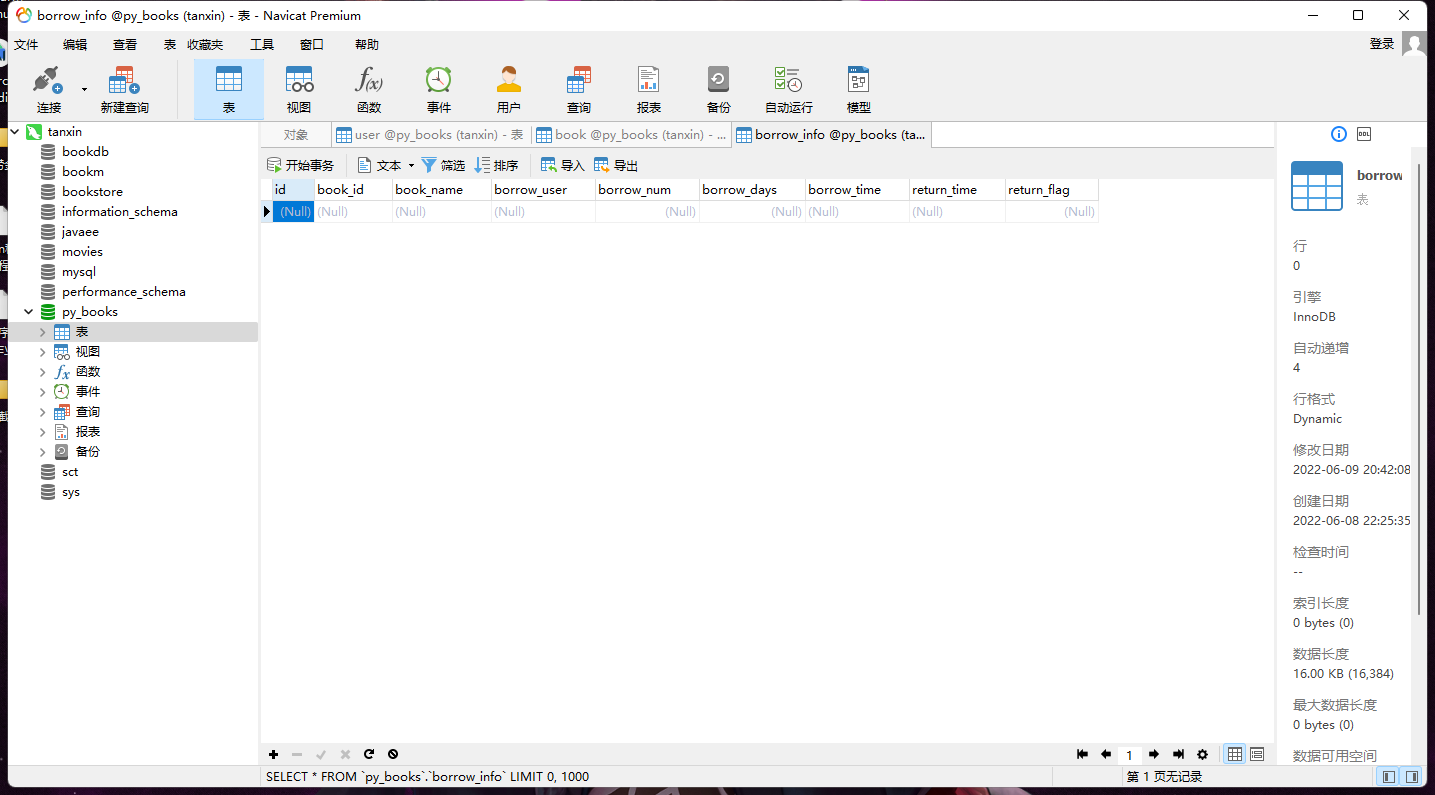 borrow_info @py_books (tanxin) - 表 - Navicat Premium
文件 编辑 查看 表 收藏夹 工具 窗口 帮助 登录
连接 新建查询 表 视图 函数 事件 用户 查询 报表 备份 自动运行 模型
tanxin
bookdb
bookm
bookstore
information_schema
javaee
movies
mysql
performance_schema
py_books
表
视图
函数
事件
查询
报表
备份
sct
sys
对象 user @py_books (tanxin) - 表 book @py_books (tanxin) - ... borrow_info @py_books (ta...
开始事务 文本 筛选 排序 导入 导出
id book_id book_name borrow_user borrow_num borrow_days borrow_time return_time return_flag
(Null) (Null) (Null) (Null) (Null) (Null) (Null) (Null) (Null)
DDL
borrow
表
行
0
引擎
InnoDB
自动递增
4
行格式
Dynamic
修改日期
2022-06-09 20:42:08
创建日期
2022-06-08 22:25:35
检查时间
--
索引长度
0 bytes (0)
数据长度
16.00 KB (16,384)
最大数据长度
0 bytes (0)
数据可用空间
1
SELECT * FROM `py_books`.`borrow_info` LIMIT 0, 1000
第 1 页无记录